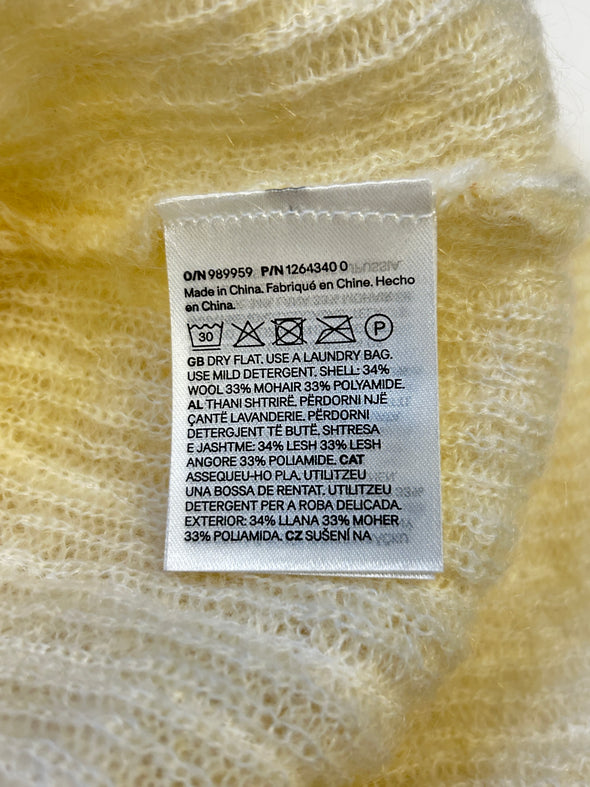 O/N 989959 P/N 1264340 0
Made in China. Fabriqué en Chine. Hecho
en China.
30 P
GB DRY FLAT. USE A LAUNDRY BAG.
USE MILD DETERGENT. SHELL: 34%
WOOL 33% MOHAIR 33% POLYAMIDE.
AL THANI SHTRIRË, PËRDORNI NJË
ÇANTË LAVANDERIE, PËRDORNI
DETERGJENT TË BUTË, SHTRESA
E JASHTME: 34% LESH 33% LESH
ANGORE 33% POLIAMIDE. CAT
ASSEQUEU-HO PLA. UTILITZEU
UNA BOSSA DE RENTAT. UTILITZEU
DETERGENT PER A ROBA DELICADA.
EXTERIOR: 34% LLANA 33% MOHER
33% POLIAMIDA. CZ SUŠENÍ NA